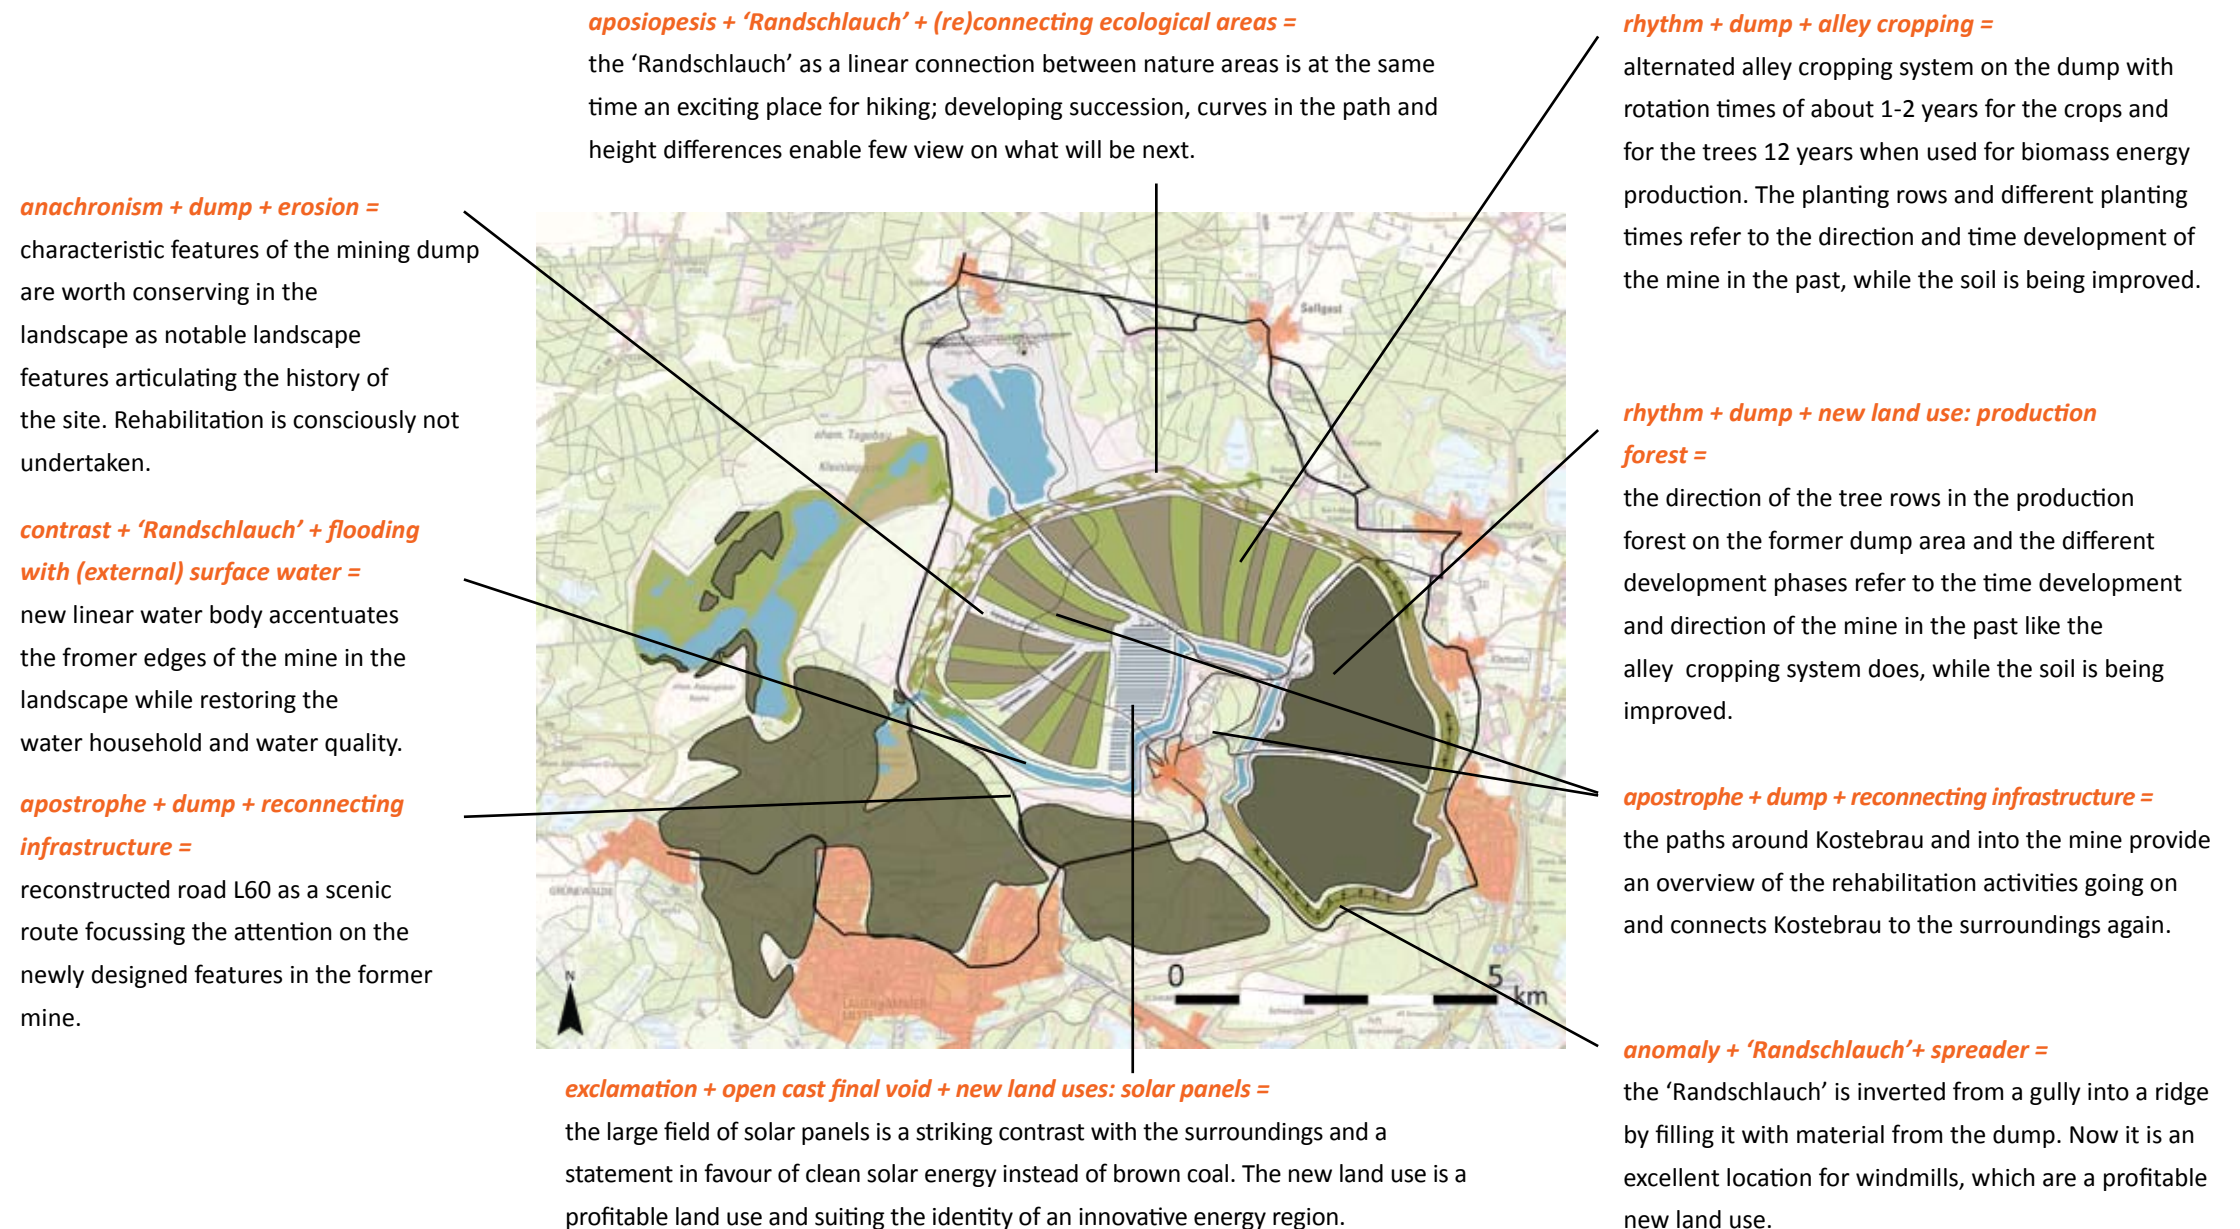 aposiopesis + ‘Randschlauch’ + (re)connecting ecological areas =
the ‘Randschlauch’ as a linear connection between nature areas is at the same
time an exciting place for hiking; developing succession, curves in the path and
height differences enable few view on what will be next.
rhythm + dump + alley cropping =
alternated alley cropping system on the dump with
rotation times of about 1-2 years for the crops and
for the trees 12 years when used for biomass energy
production. The planting rows and different planting
times refer to the direction and time development of
the mine in the past, while the soil is being improved.
anachronism + dump + erosion =
characteristic features of the mining dump
are worth conserving in the
landscape as notable landscape
features articulating the history of
the site. Rehabilitation is consciously not
undertaken.
rhythm + dump + new land use: production
forest =
the direction of the tree rows in the production
forest on the former dump area and the different
development phases refer to the time development
and direction of the mine in the past like the
alley cropping system does, while the soil is being
improved.
contrast + ‘Randschlauch’ + flooding
with (external) surface water =
new linear water body accentuates
the fromer edges of the mine in the
landscape while restoring the
water household and water quality.
apostrophe + dump + reconnecting
infrastructure =
reconstructed road L60 as a scenic
route focussing the attention on the
newly designed features in the former
mine.
apostrophe + dump + reconnecting infrastructure =
the paths around Kostebrau and into the mine provide
an overview of the rehabilitation activities going on
and connects Kostebrau to the surroundings again.
Sallgast
eham. Tagebau
Klettwitz
GRÜNEWALDE
LAUCHHAMMER
MITTE
N
0 5
km
exclamation + open cast final void + new land uses: solar panels =
the large field of solar panels is a striking contrast with the surroundings and a
statement in favour of clean solar energy instead of brown coal. The new land use is a
profitable land use and suiting the identity of an innovative energy region.
anomaly + ‘Randschlauch’+ spreader =
the ‘Randschlauch’ is inverted from a gully into a ridge
by filling it with material from the dump. Now it is an
excellent location for windmills, which are a profitable
new land use.